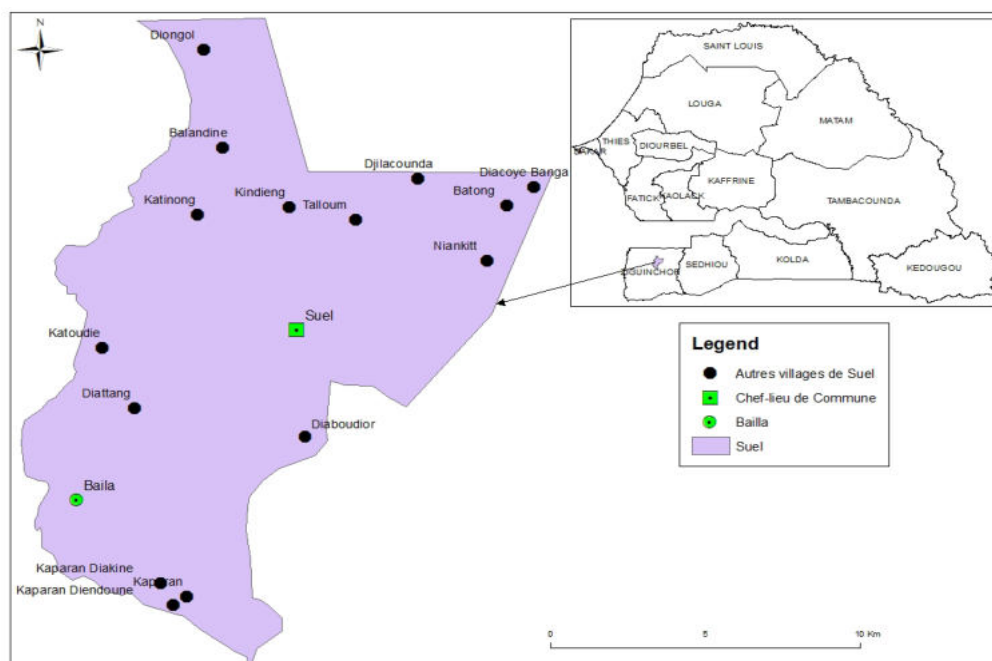 N
Diongol
Balandine
Djilacounda
Diacoye Banga
Kindieng
Batong
Katinong
Talloum
Niankitt
Suel
Katoudie
Diattang
Diaboudior
Baila
Kaparan Diakine
Kaparan
Kaparan Diendoune
SAINT LOUIS
LOUGA
MATAM
THIES
DAKAR
DIOURBEL
KAFFRINE
FATICK
KAOLACK
TAMBACOUNDA
ZIGUINCHOR
SEDHIOU
KOLDA
KEDOUGOU
Legend
Autres villages de Suel
Chef-lieu de Commune
Bailla
Suel
0 5 10 Km